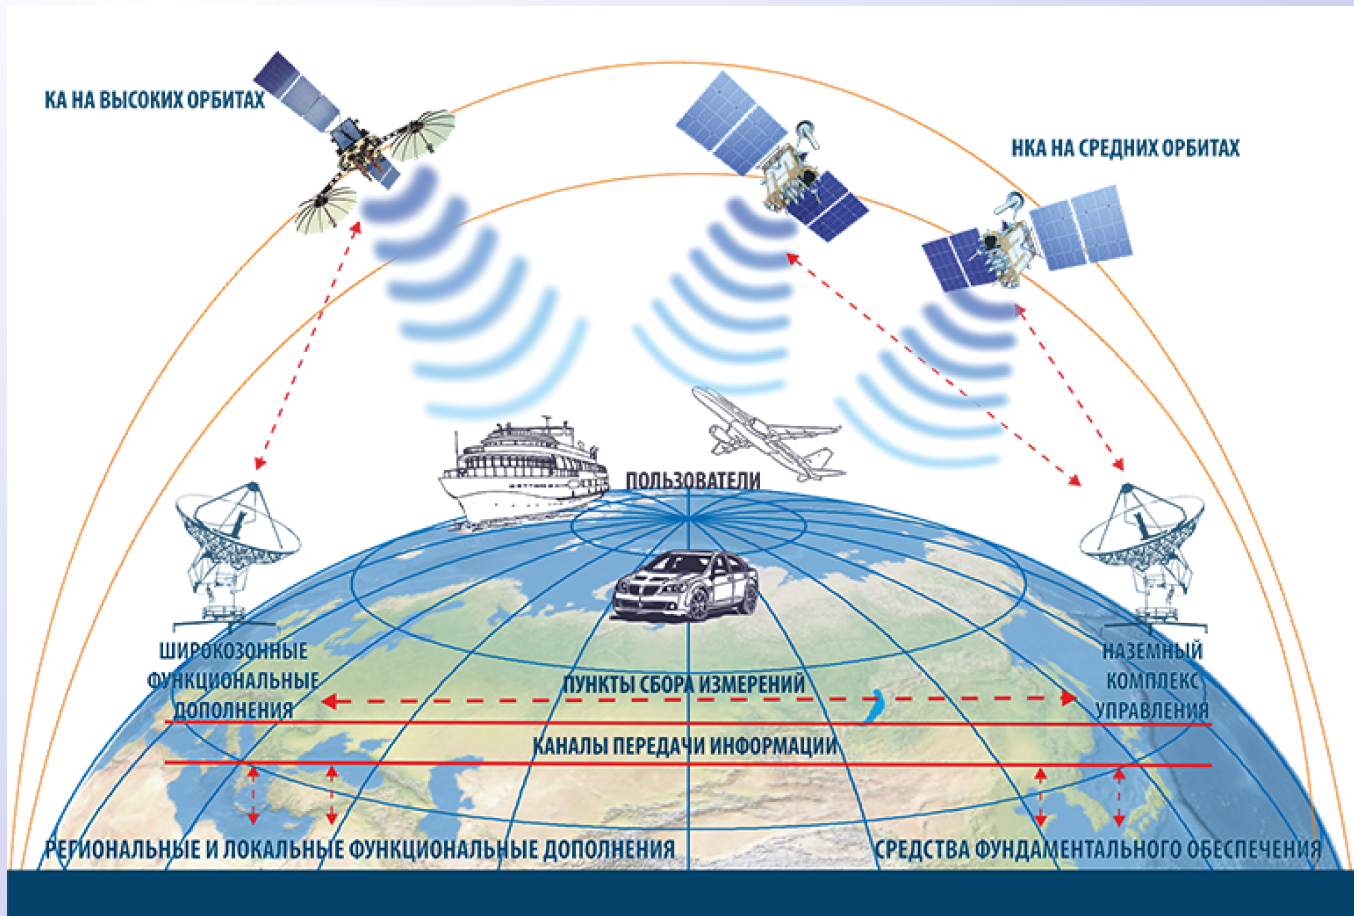 КА НА ВЫСОКИХ ОРБИТАХ
НКА НА СРЕДНИХ ОРБИТАХ
ПОЛЬЗОВАТЕЛИ
ШИРОКОЗОННЫЕ
ФУНКЦИОНАЛЬНЫЕ
ДОПОЛНЕНИЯ
ПУНКТЫ СБОРА ИЗМЕРЕНИЙ
НАЗЕМНЫЙ
КОМПЛЕКС
УПРАВЛЕНИЯ
КАНАЛЫ ПЕРЕДАЧИ ИНФОРМАЦИИ
РЕГИОНАЛЬНЫЕ И ЛОКАЛЬНЫЕ ФУНКЦИОНАЛЬНЫЕ ДОПОЛНЕНИЯ
СРЕДСТВА ФУНДАМЕНТАЛЬНОГО ОБЕСПЕЧЕНИЯ